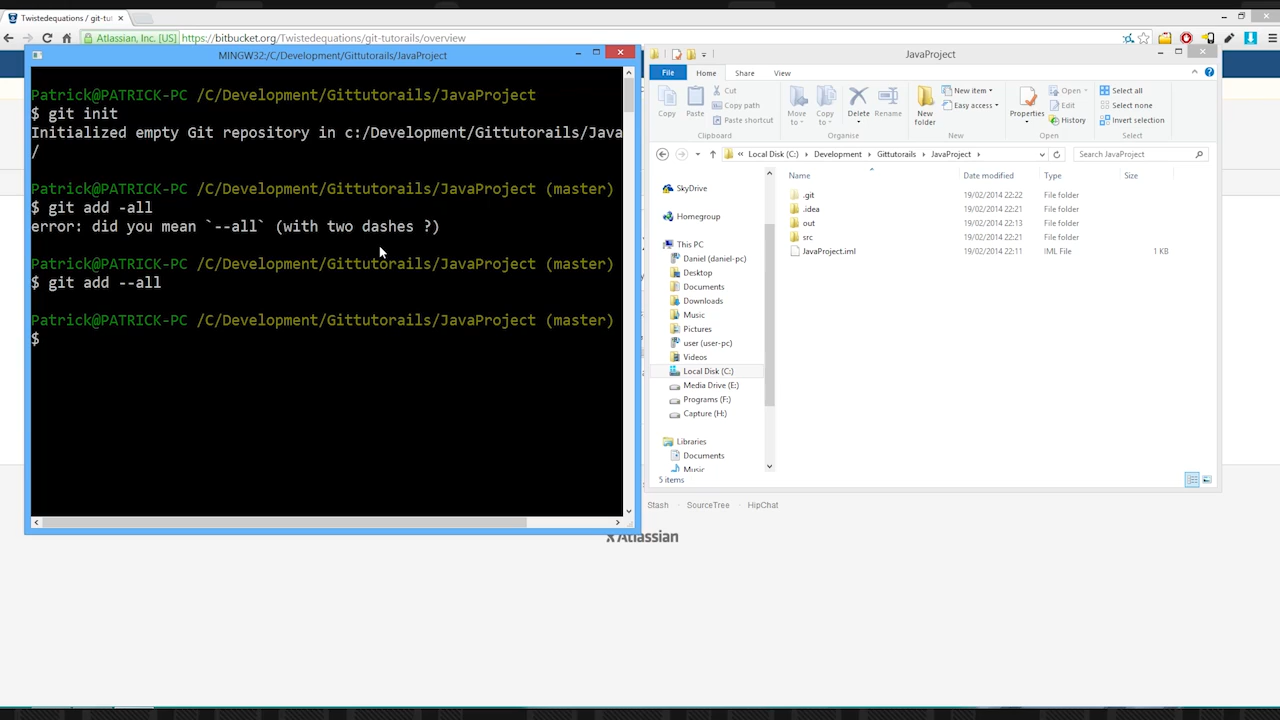 Twistedequations / git-tut
Atlassian, Inc. [US]
https://bitbucket.org/Twistedequations/git-tutorails/overview
MINGW32:/C/Development/Gittutorails/JavaProject
Patrick@PATRICK-PC /C/Development/Gittutorails/JavaProject
$ git init
Initialized empty Git repository in c:/Development/Gittutorails/Java
/
Patrick@PATRICK-PC /C/Development/Gittutorails/JavaProject (master)
$ git add -all
error: did you mean `--all` (with two dashes ?)
Patrick@PATRICK-PC /C/Development/Gittutorails/JavaProject (master)
$ git add --all
Patrick@PATRICK-PC /C/Development/Gittutorails/JavaProject (master)
$
JavaProject
File Home Share View
Copy
Paste
Cut
Copy path
Paste shortcut
Clipboard
Move to
Copy to
Delete
Rename
Organise
New folder
New item
Easy access
New
Properties
Open
Edit
History
Open
Select all
Select none
Invert selection
Select
« Local Disk (C:) Development Gittutorails JavaProject
Search JavaProject
SkyDrive
Homegroup
This PC
Daniel (daniel-pc)
Desktop
Documents
Downloads
Music
Pictures
user (user-pc)
Videos
Local Disk (C:)
Media Drive (E:)
Programs (F:)
Capture (H:)
Libraries
Documents
Music
Name Date modified Type Size
.git 19/02/2014 22:22 File folder
.idea 19/02/2014 22:21 File folder
out 19/02/2014 22:13 File folder
src 19/02/2014 22:21 File folder
JavaProject.iml 19/02/2014 22:11 IML File 1 KB
5 items
Stash · SourceTree · HipChat
Atlassian